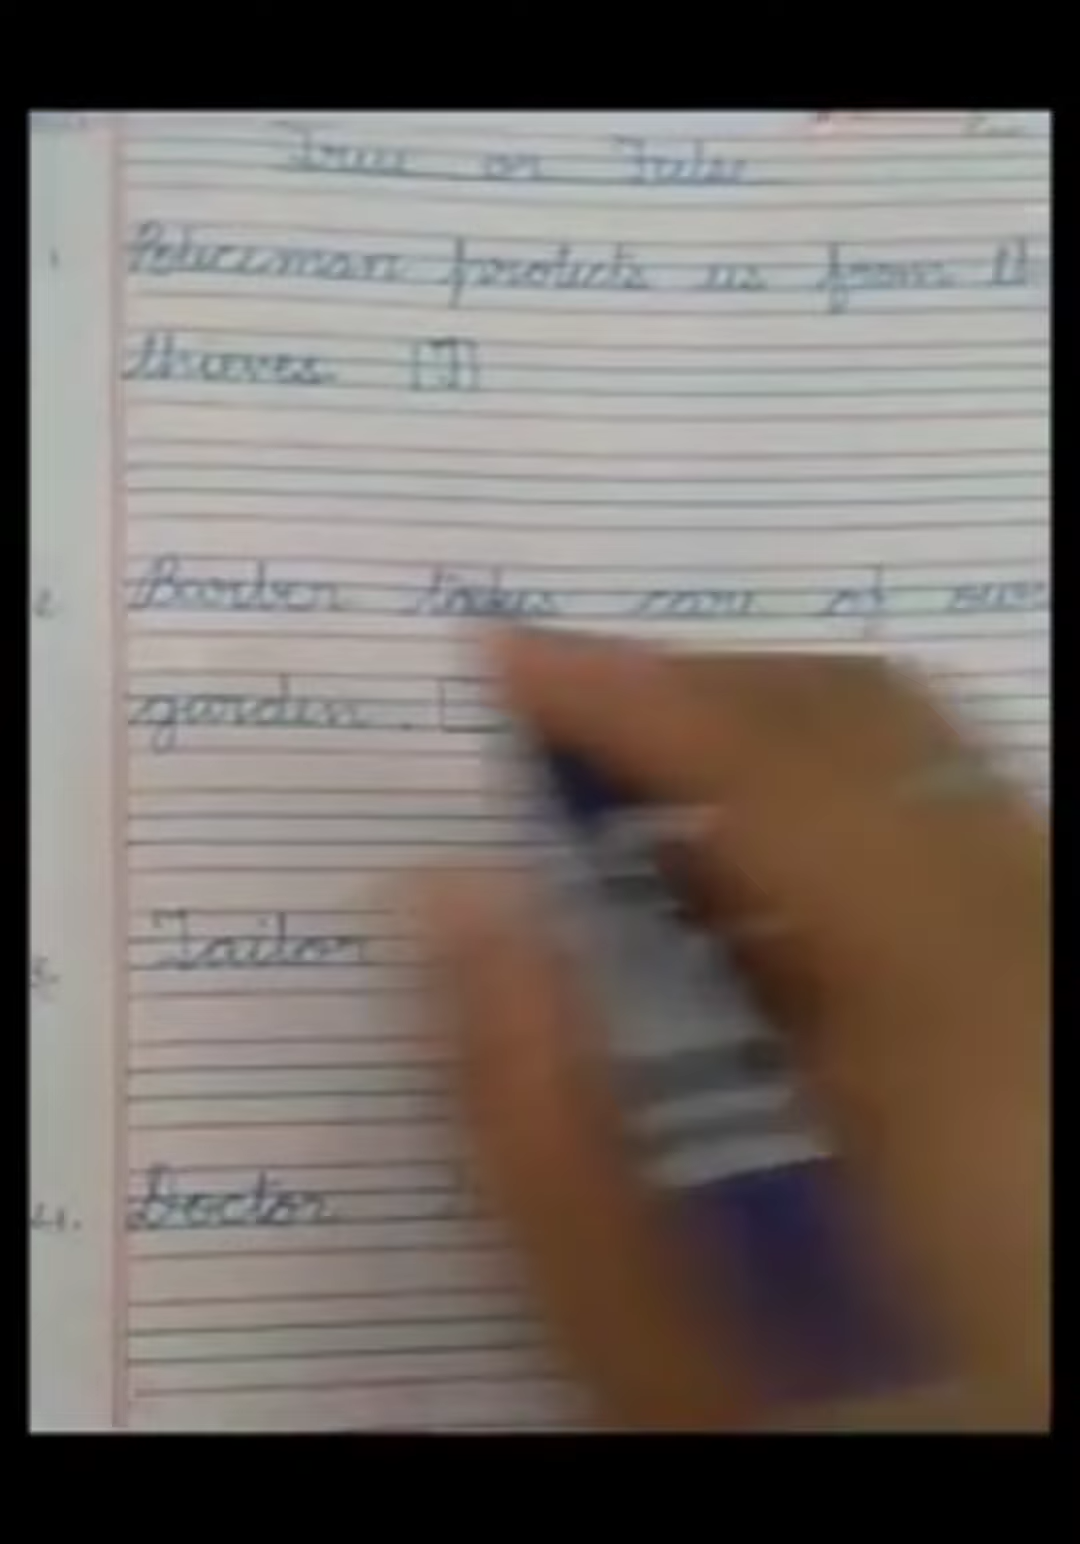 True or False
1. Policeman protects us from
thieves [T]
2. Barber takes care of our
garden.
3. Tailor
4. Doctor